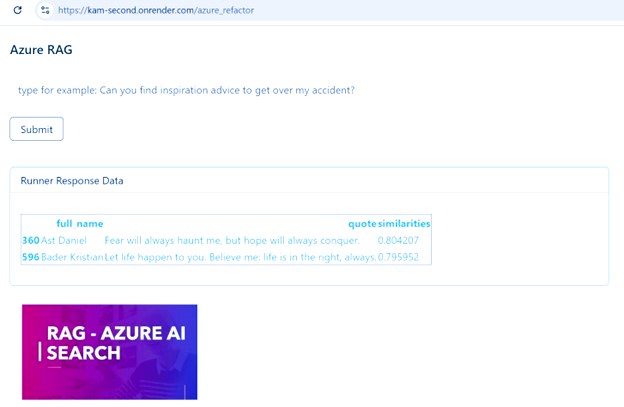 https://kam-second.onrender.com/azure_refactor
Azure RAG
type for example: Can you find inspiration advice to get over my accident?
Submit
Runner Response Data
full name quote similarities
360 Ast Daniel Fear will always haunt me, but hope will always conquer. 0.804207
596 Bader Kristian Let life happen to you. Believe me: life is in the right, always. 0.795952
RAG - AZURE AI
SEARCH